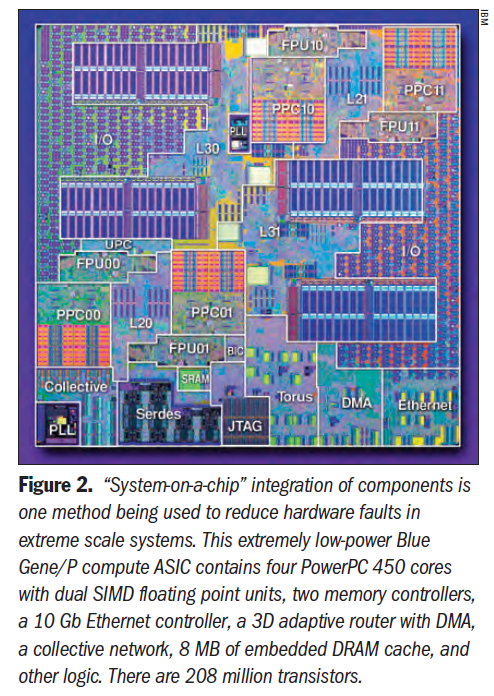 IBM
FPU10
L21
PPC11
PPC10
PLL
FPU11
I/O
L30
L31
I/O
UPC
FPU00
PPC00
L20
PPC01
FPU01
BIC
SRAM
Collective
Serdes
Torus
DMA
Ethernet
PLL
JTAG
Figure 2. “System-on-a-chip” integration of components is
one method being used to reduce hardware faults in
extreme scale systems. This extremely low-power Blue
Gene/P compute ASIC contains four PowerPC 450 cores
with dual SIMD floating point units, two memory controllers,
a 10 Gb Ethernet controller, a 3D adaptive router with DMA,
a collective network, 8 MB of embedded DRAM cache, and
other logic. There are 208 million transistors.